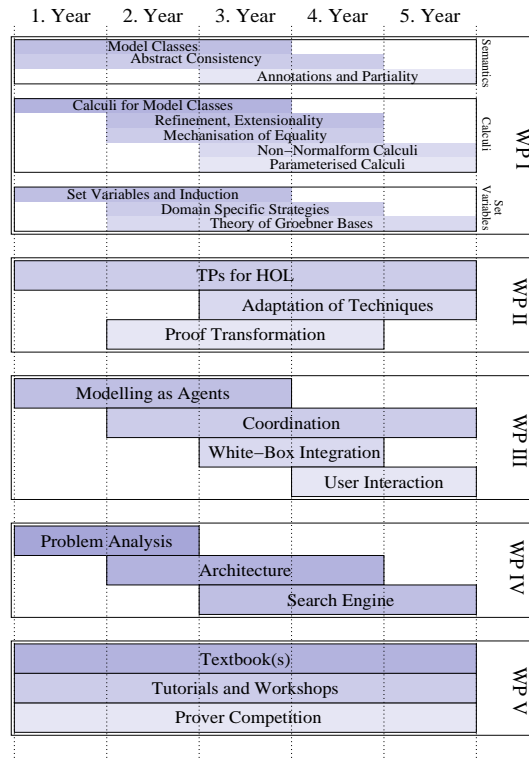 1. Year 2. Year 3. Year 4. Year 5. Year
Model Classes
Abstract Consistency
Annotations and Partiality
Semantics
Calculi for Model Classes
Refinement, Extensionality
Mechanisation of Equality
Non−Normalform Calculi
Parameterised Calculi
Calculi
WP I
Set Variables and Induction
Domain Specific Strategies
Theory of Groebner Bases
Set
Variables
TPs for HOL
Adaptation of Techniques
Proof Transformation
WP II
Modelling as Agents
Coordination
White−Box Integration
User Interaction
WP III
Problem Analysis
Architecture
Search Engine
WP IV
Textbook(s)
Tutorials and Workshops
Prover Competition
WP V